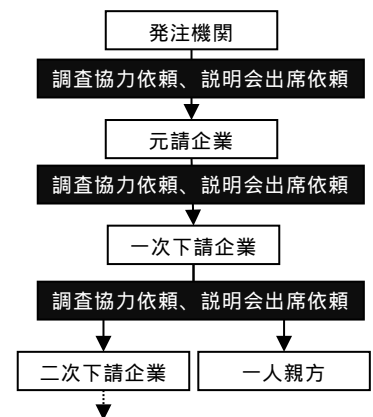 発注機関
調査協力依頼、説明会出席依頼
元請企業
調査協力依頼、説明会出席依頼
一次下請企業
調査協力依頼、説明会出席依頼
二次下請企業
一人親方